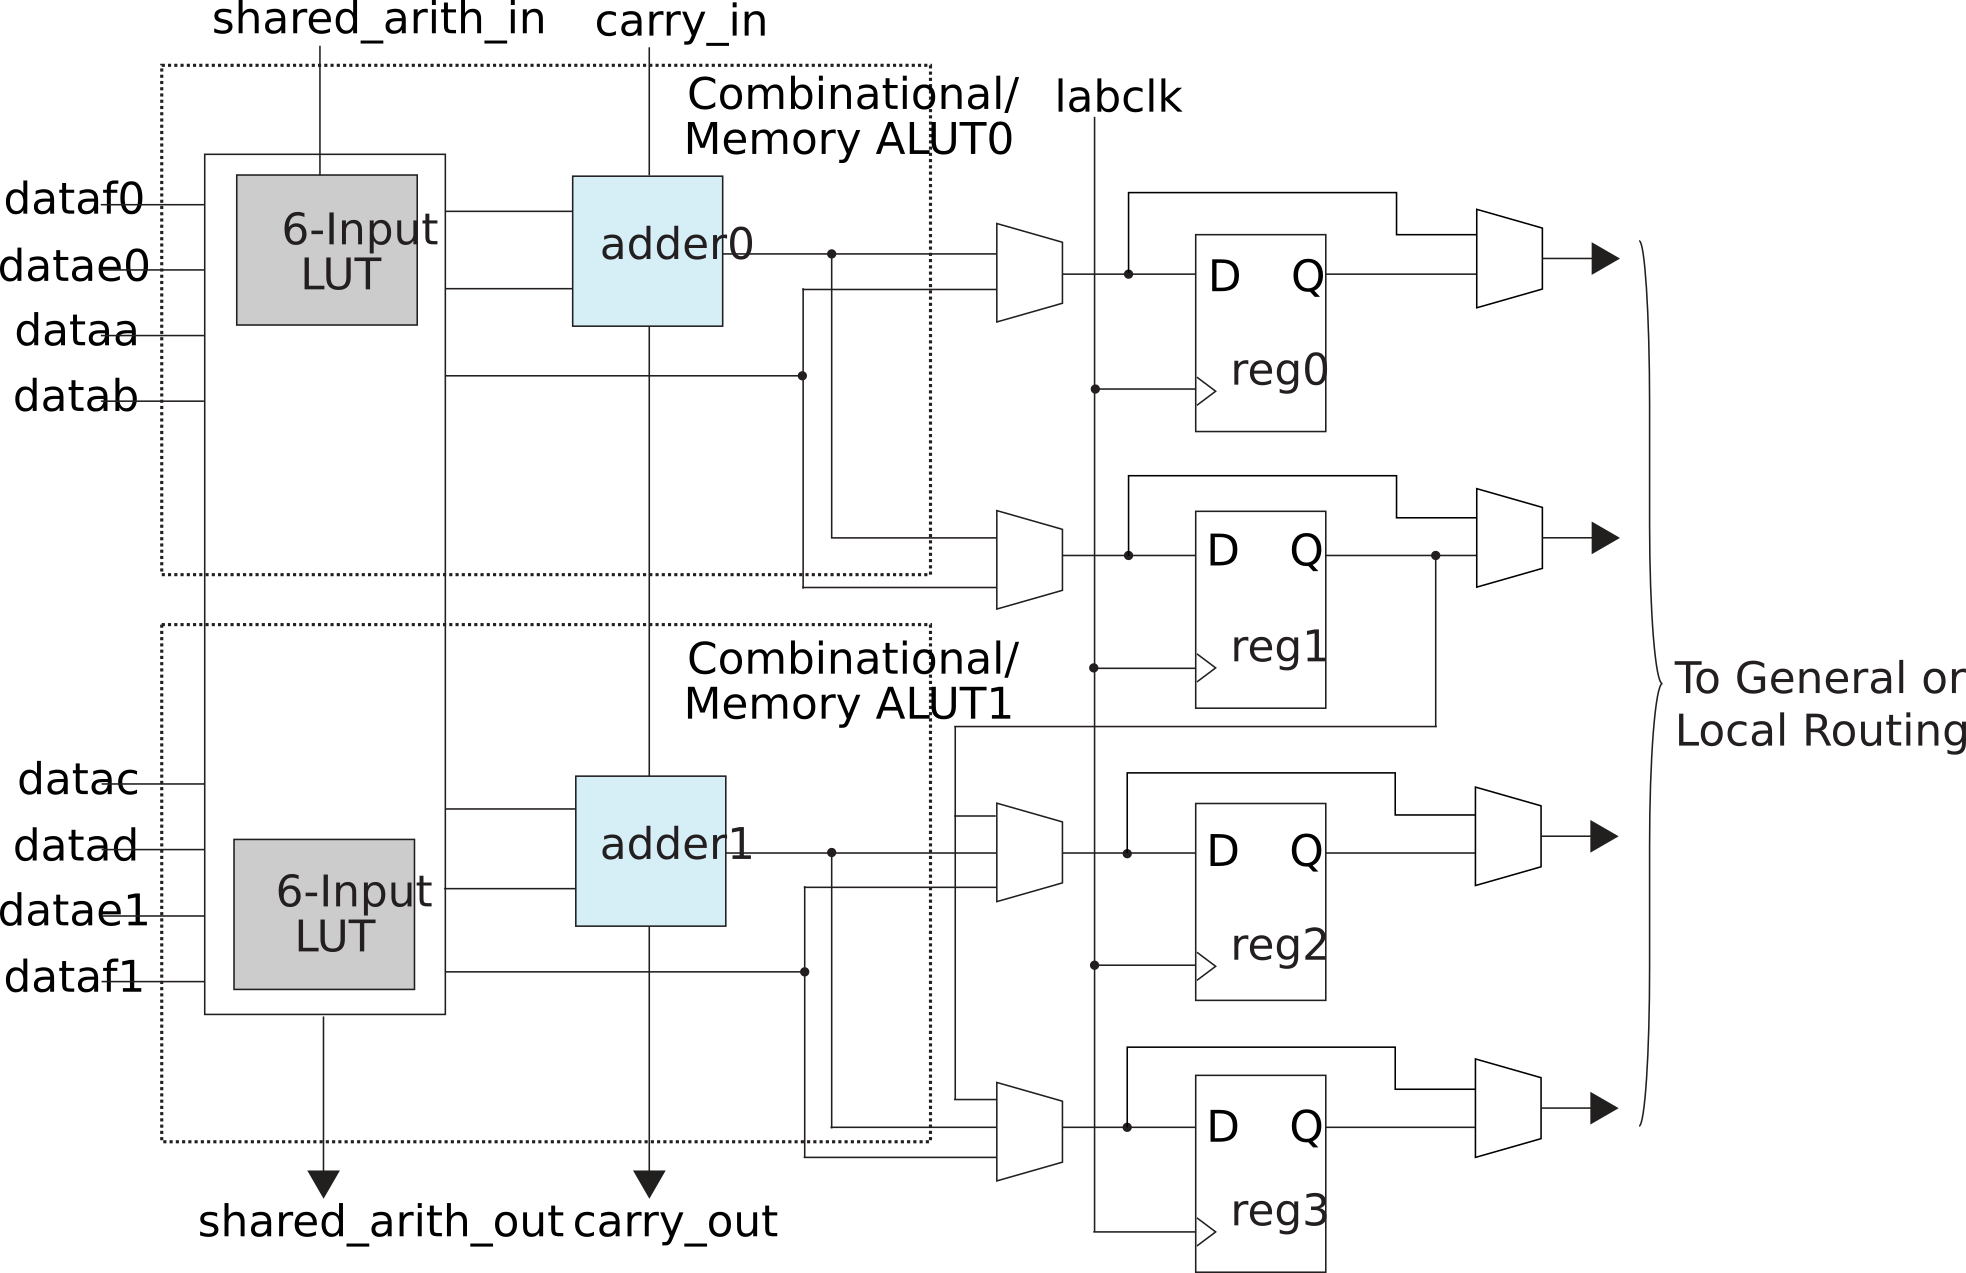 shared_arith_in
carry_in
Combinational/
Memory ALUT0
labclk
dataf0
datae0
dataa
datab
6-Input
LUT
adder0
D Q
reg0
D Q
reg1
Combinational/
Memory ALUT1
To General or
Local Routing
datac
datad
datae1
dataf1
6-Input
LUT
adder1
D Q
reg2
D Q
reg3
shared_arith_out
carry_out